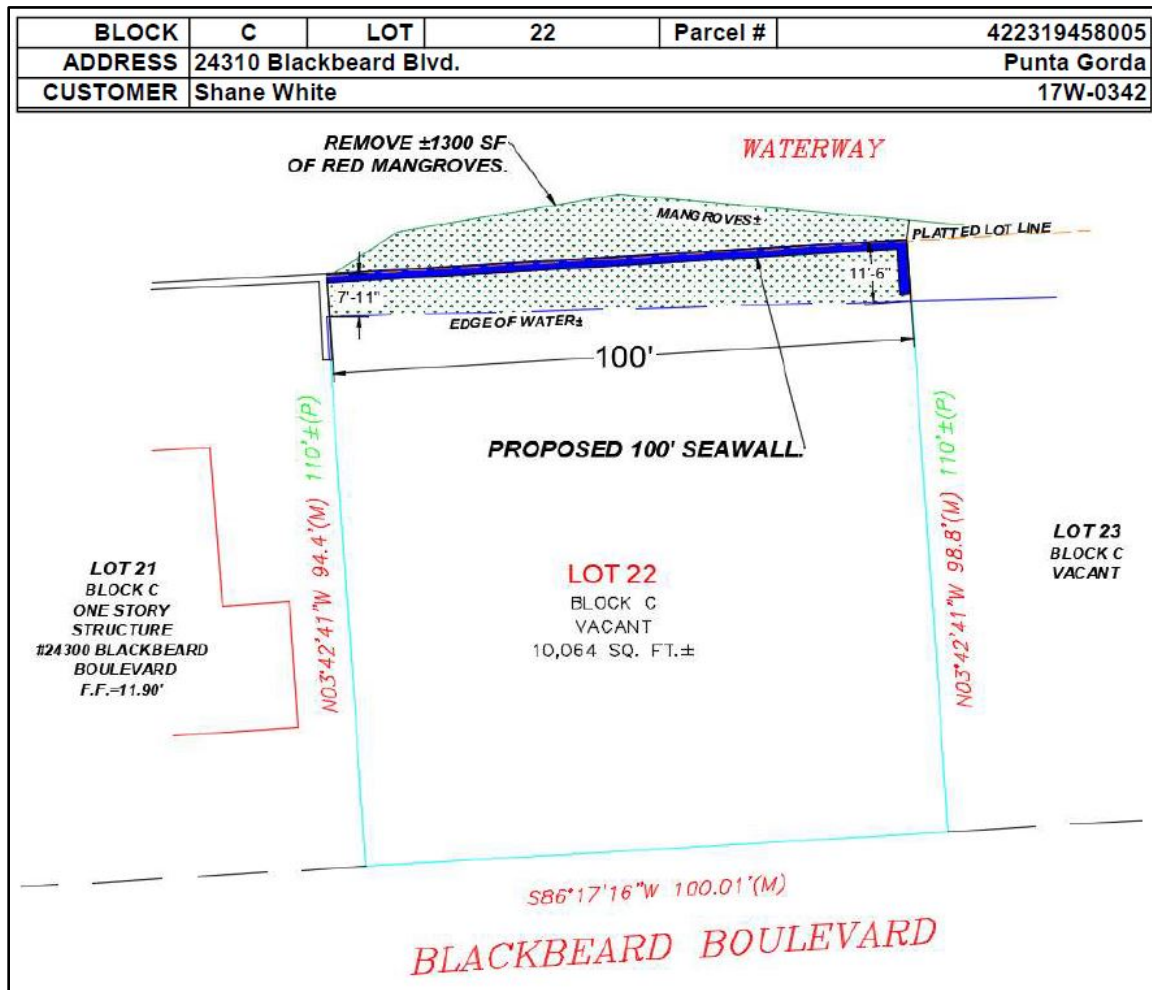 BLOCK C LOT 22 Parcel # 422319458005
ADDRESS 24310 Blackbeard Blvd. Punta Gorda
CUSTOMER Shane White 17W-0342
REMOVE ±1300 SF
OF RED MANGROVES.
WATERWAY
MANGROVES±
PLATTED LOT LINE
7'-11"
11'-6"
EDGE OF WATER±
100'
PROPOSED 100' SEAWALL.
N03°42'41"W 94.4'(M) 110'±(P)
N03°42'41"W 98.8'(M) 110'±(P)
LOT 21
BLOCK C
ONE STORY
STRUCTURE
#24300 BLACKBEARD
BOULEVARD
F.F.=11.90'
LOT 22
BLOCK C
VACANT
10,064 SQ. FT.±
LOT 23
BLOCK C
VACANT
S86°17'16"W 100.01'(M)
BLACKBEARD BOULEVARD